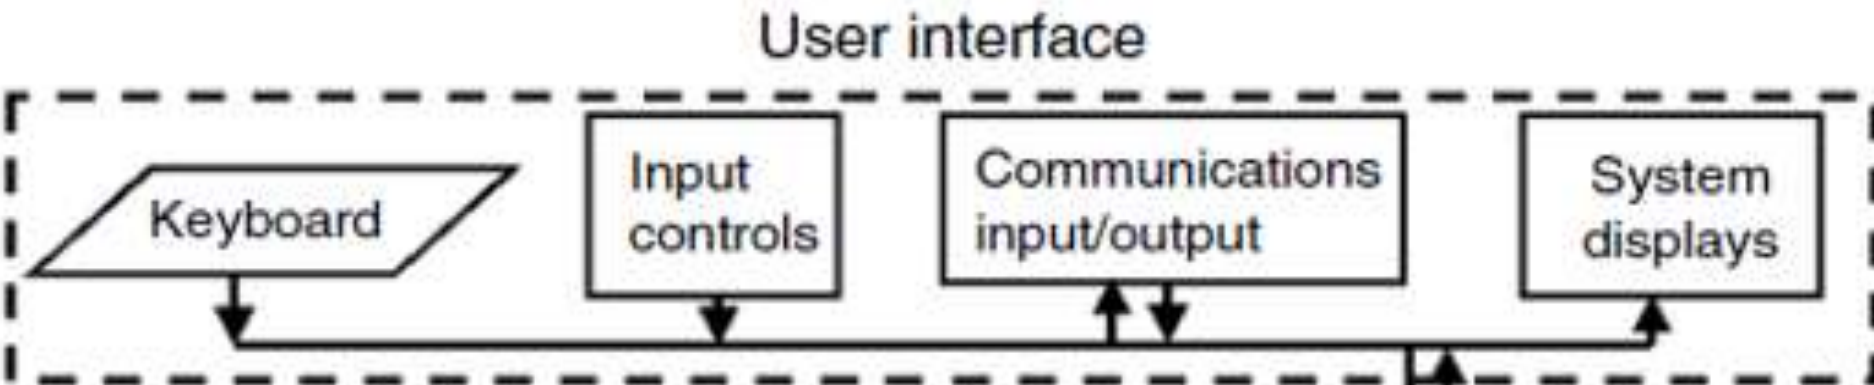 User interface
Keyboard
Input
controls
Communications
input/output
System
displays